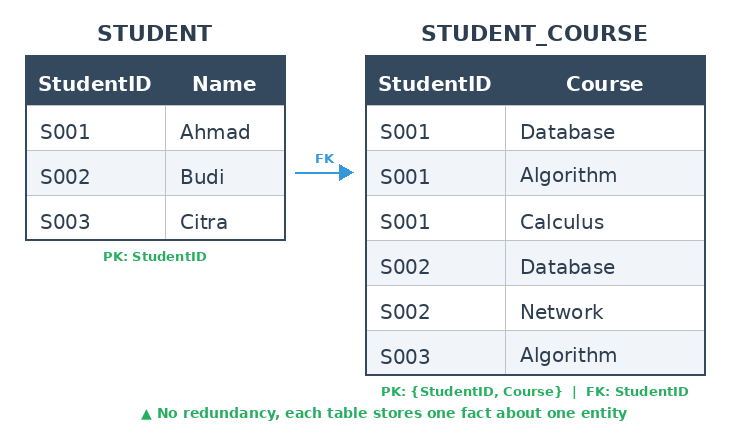 STUDENT
StudentID Name
S001 Ahmad
S002 Budi
S003 Citra
PK: StudentID
FK
STUDENT_COURSE
StudentID Course
S001 Database
S001 Algorithm
S001 Calculus
S002 Database
S002 Network
S003 Algorithm
PK: {StudentID, Course} | FK: StudentID
▲ No redundancy, each table stores one fact about one entity